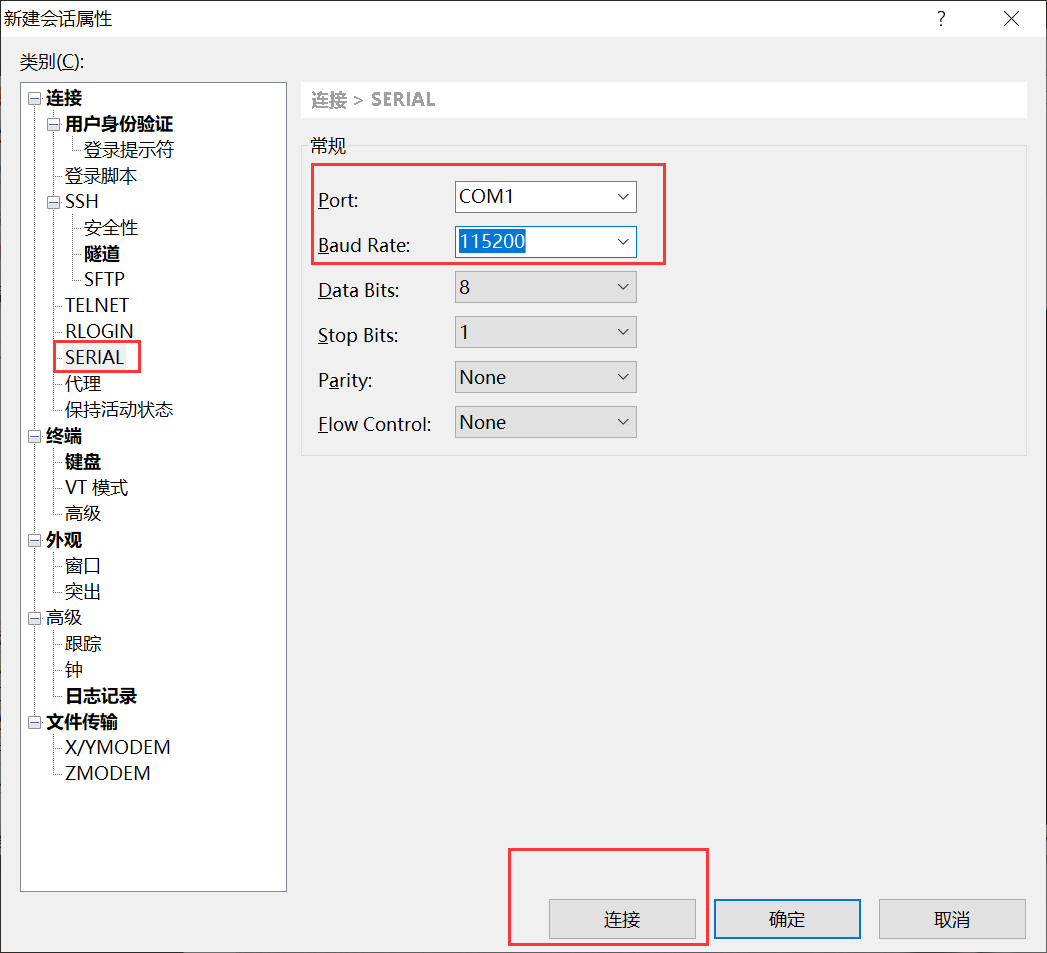 新建会话属性
?
类别(C):
连接
用户身份验证
登录提示符
登录脚本
SSH
安全性
隧道
SFTP
TELNET
RLOGIN
SERIAL
代理
保持活动状态
终端
键盘
VT 模式
高级
外观
窗口
突出
高级
跟踪
钟
日志记录
文件传输
X/YMODEM
ZMODEM
连接 > SERIAL
常规
Port: COM1
Baud Rate: 115200
Data Bits: 8
Stop Bits: 1
Parity: None
Flow Control: None
连接 确定 取消